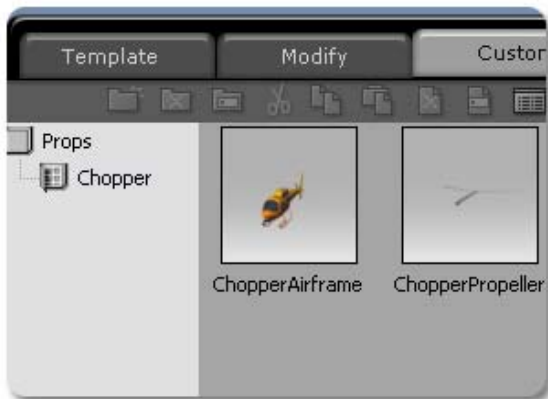 Template Modify Custor
Props
Chopper
ChopperAirframe ChopperPropeller